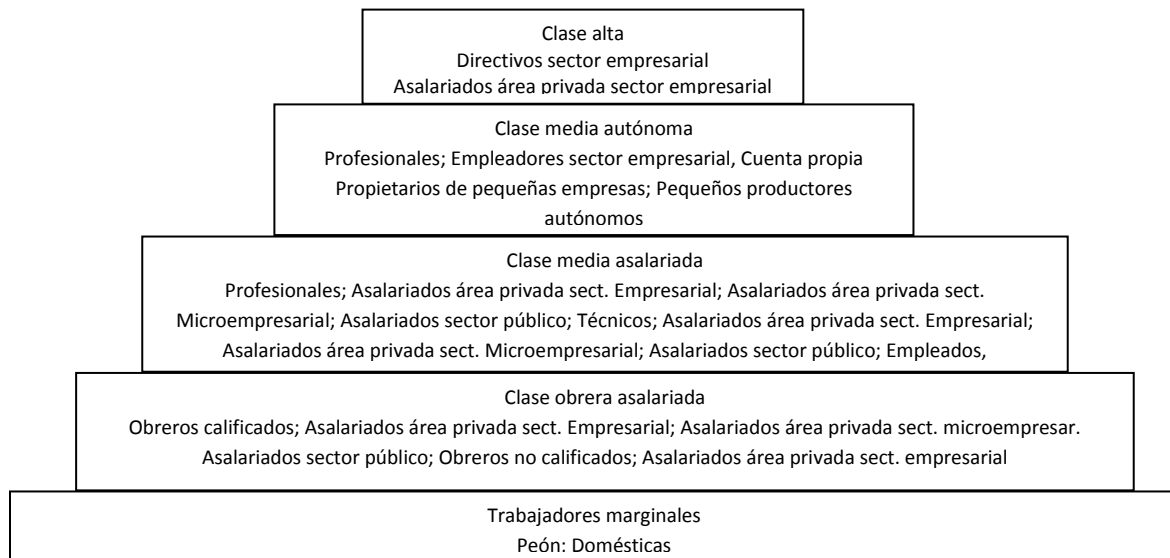 Clase alta
Directivos sector empresarial
Asalariados área privada sector empresarial
Clase media autónoma
Profesionales; Empleadores sector empresarial, Cuenta propia
Propietarios de pequeñas empresas; Pequeños productores
autónomos
Clase media asalariada
Profesionales; Asalariados área privada sect. Empresarial; Asalariados área privada sect.
Microempresarial; Asalariados sector público; Técnicos; Asalariados área privada sect. Empresarial;
Asalariados área privada sect. Microempresarial; Asalariados sector público; Empleados,
Clase obrera asalariada
Obreros calificados; Asalariados área privada sect. Empresarial; Asalariados área privada sect. microempresar.
Asalariados sector público; Obreros no calificados; Asalariados área privada sect. empresarial
Trabajadores marginales
Peón: Domésticas